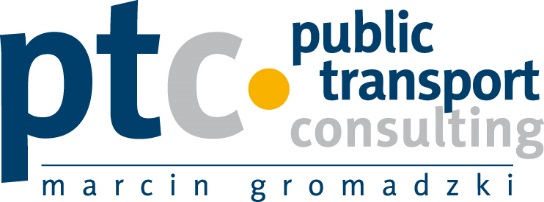 ptc
public
transport
consulting
marcin gromadzki